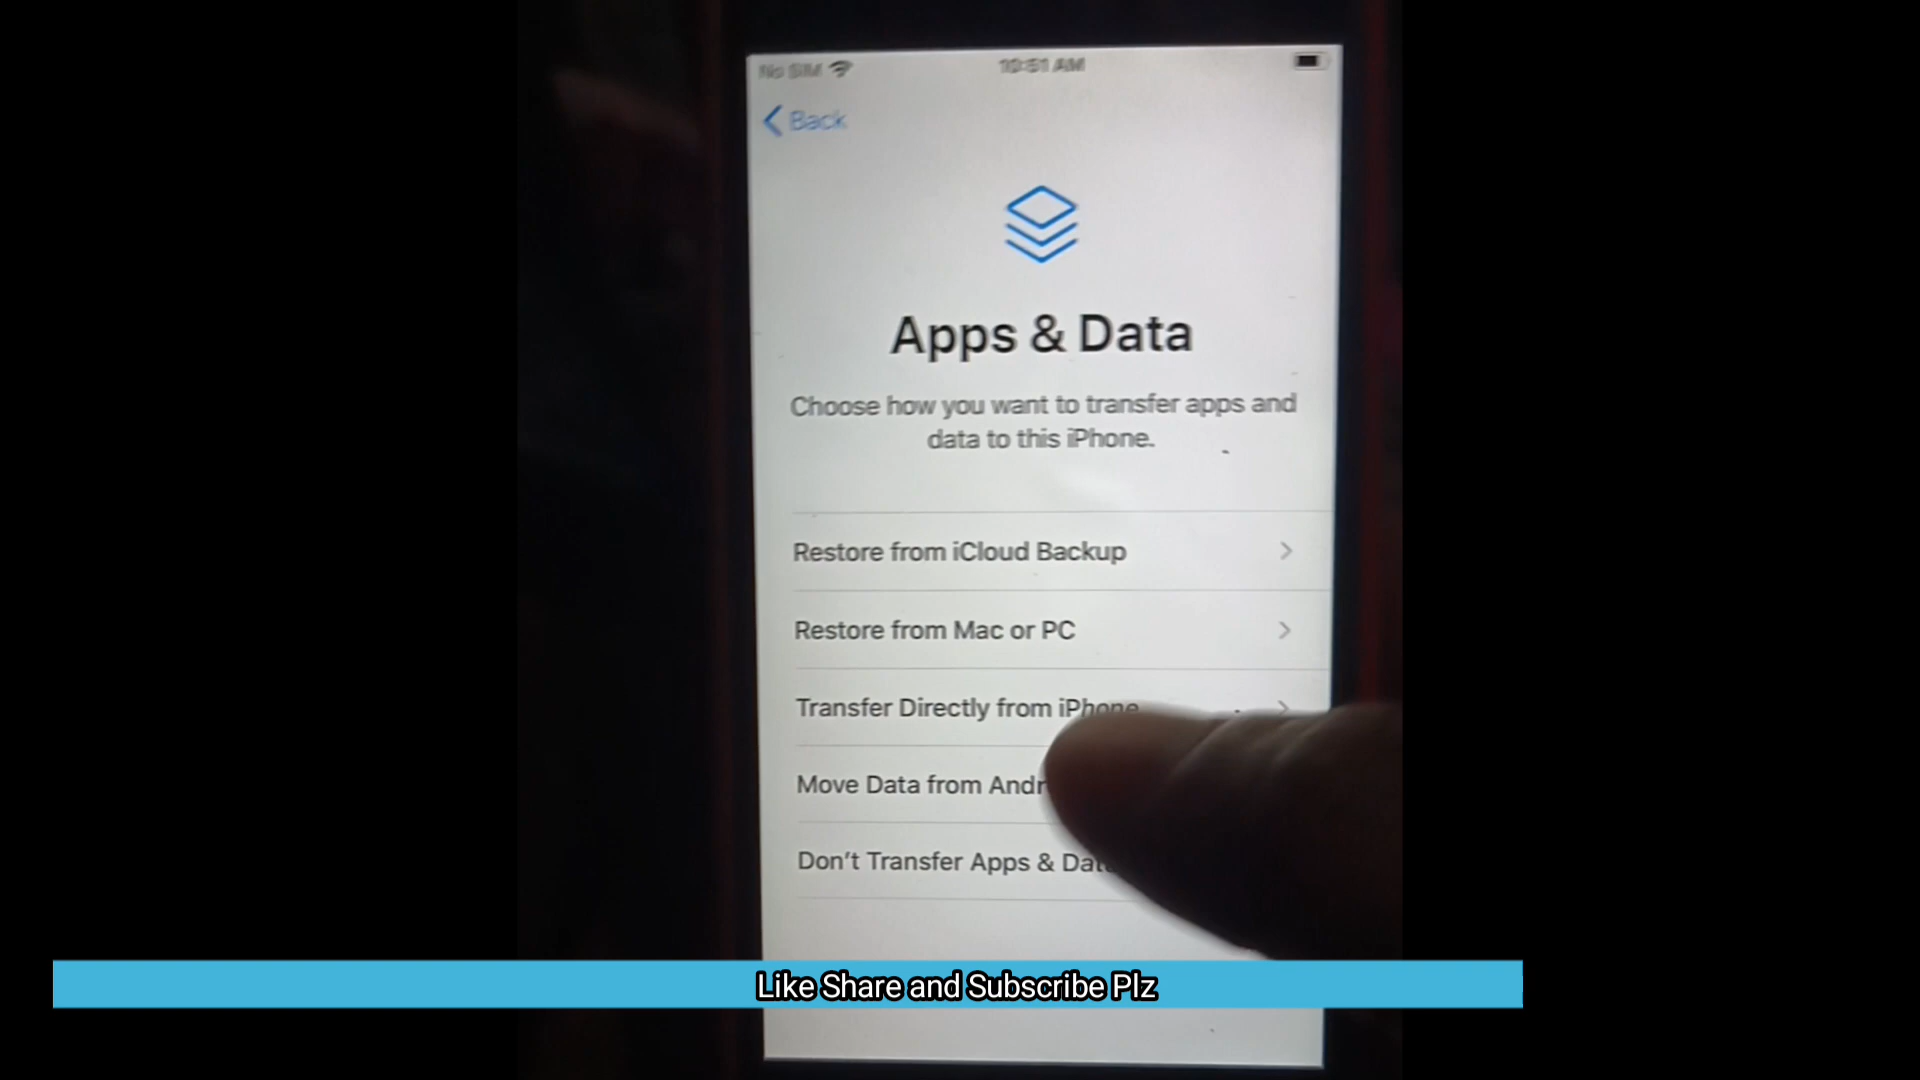 No SIM 10:51 AM
Back
Apps & Data
Choose how you want to transfer apps and
data to this iPhone.
Restore from iCloud Backup
Restore from Mac or PC
Transfer Directly from iPhone
Move Data from Andr
Don't Transfer Apps & Data
Like Share and Subscribe Plz